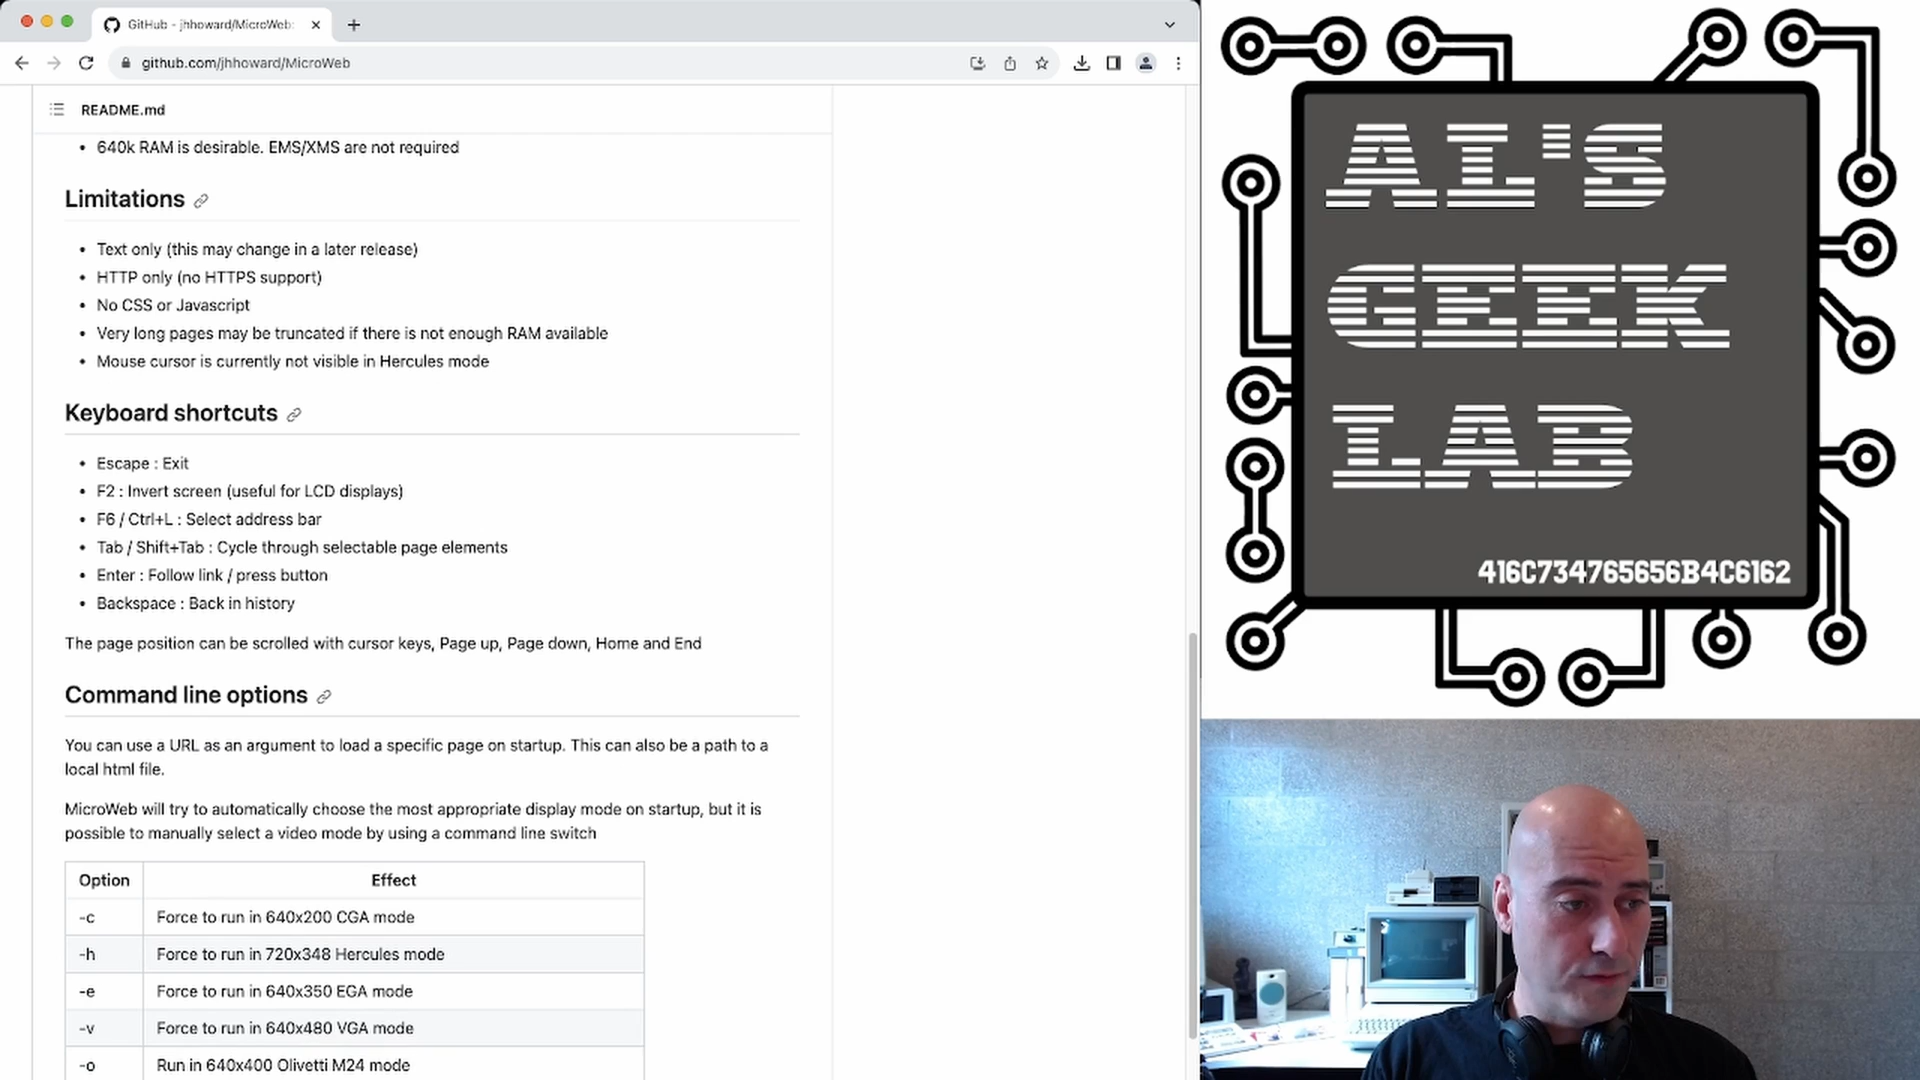 GitHub - jhhoward/MicroWeb:
github.com/jhhoward/MicroWeb
README.md
640k RAM is desirable. EMS/XMS are not required
Limitations
Text only (this may change in a later release)
HTTP only (no HTTPS support)
No CSS or Javascript
Very long pages may be truncated if there is not enough RAM available
Mouse cursor is currently not visible in Hercules mode
Keyboard shortcuts
Escape : Exit
F2 : Invert screen (useful for LCD displays)
F6 / Ctrl+L : Select address bar
Tab / Shift+Tab : Cycle through selectable page elements
Enter : Follow link / press button
Backspace : Back in history
The page position can be scrolled with cursor keys, Page up, Page down, Home and End
Command line options
You can use a URL as an argument to load a specific page on startup. This can also be a path to a
local html file.
MicroWeb will try to automatically choose the most appropriate display mode on startup, but it is
possible to manually select a video mode by using a command line switch
Option Effect
-c Force to run in 640x200 CGA mode
-h Force to run in 720x348 Hercules mode
-e Force to run in 640x350 EGA mode
-v Force to run in 640x480 VGA mode
-o Run in 640x400 Olivetti M24 mode
AL'S
GEEK
LAB
416C734765656B4C6162